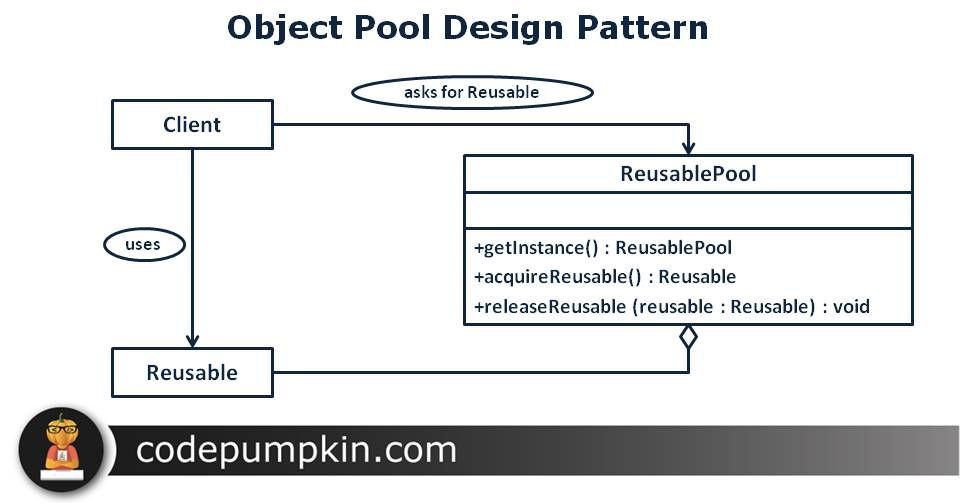 Object Pool Design Pattern
asks for Reusable
Client
ReusablePool
uses
+getInstance() : ReusablePool
+acquireReusable() : Reusable
+releaseReusable (reusable : Reusable) : void
Reusable
codepumpkin.com